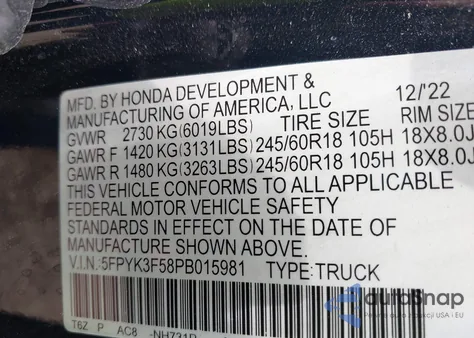 MFD. BY HONDA DEVELOPMENT &
MANUFACTURING OF AMERICA, LLC 12/'22
GVWR 2730 KG(6019LBS) TIRE SIZE RIM SIZE
GAWR F 1420 KG(3131LBS) 245/60R18 105H 18X8.0J
GAWR R 1480 KG(3263LBS) 245/60R18 105H 18X8.0J
THIS VEHICLE CONFORMS TO ALL APPLICABLE
FEDERAL MOTOR VEHICLE SAFETY
STANDARDS IN EFFECT ON THE DATE OF
MANUFACTURE SHOWN ABOVE.
V.I.N.:5FPYK3F58PB015981 TYPE:TRUCK
T6Z P AC8 NH731P
autoSnap